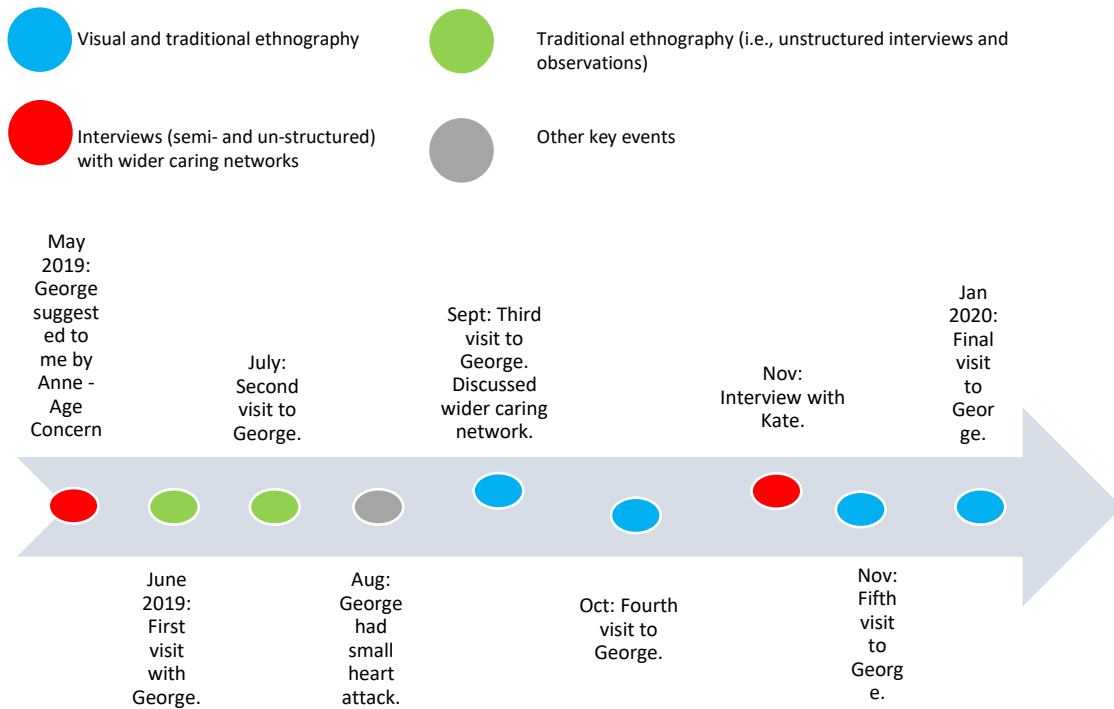 Visual and traditional ethnography
Traditional ethnography (i.e., unstructured interviews and
observations)
Interviews (semi- and un-structured)
with wider caring networks
Other key events
May
2019:
George
suggest
ed to
me by
Anne -
Age
Concern
June
2019:
First
visit
with
George.
July:
Second
visit to
George.
Aug:
George
had
small
heart
attack.
Sept: Third
visit to
George.
Discussed
wider caring
network.
Oct: Fourth
visit to
George.
Nov:
Interview with
Kate.
Nov:
Fifth
visit
to
Georg
e.
Jan
2020:
Final
visit
to
Geor
ge.